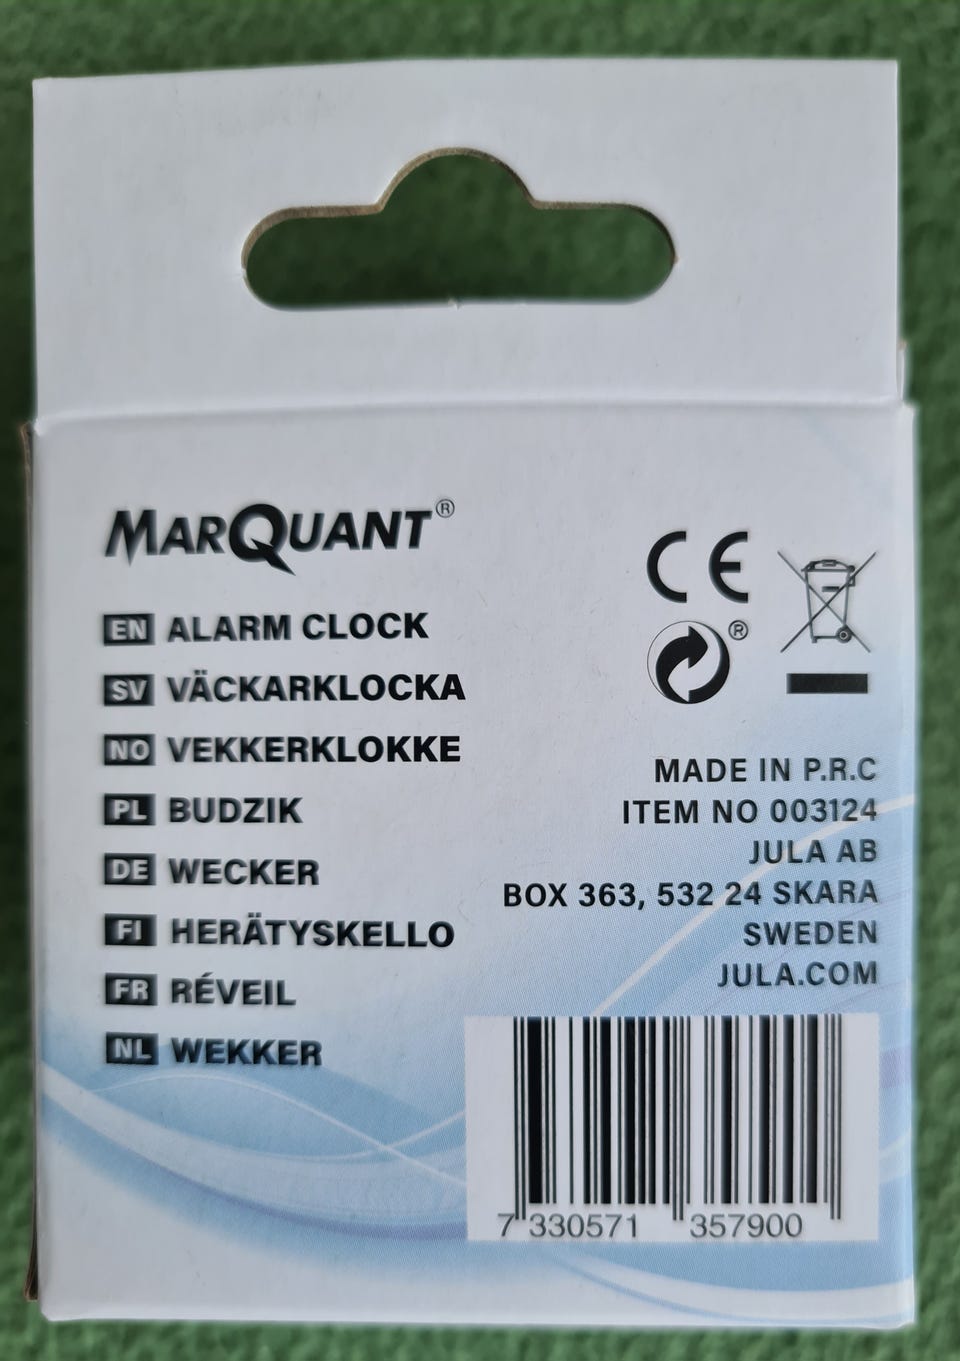 MARQUANT®
EN ALARM CLOCK
SV VÄCKARKLOCKA
NO VEKKERKLOKKE
PL BUDZIK
DE WECKER
FI HERÄTYSKELLO
FR RÉVEIL
NL WEKKER
CE
®
MADE IN P.R.C
ITEM NO 003124
JULA AB
BOX 363, 532 24 SKARA
SWEDEN
JULA.COM
7 330571 357900